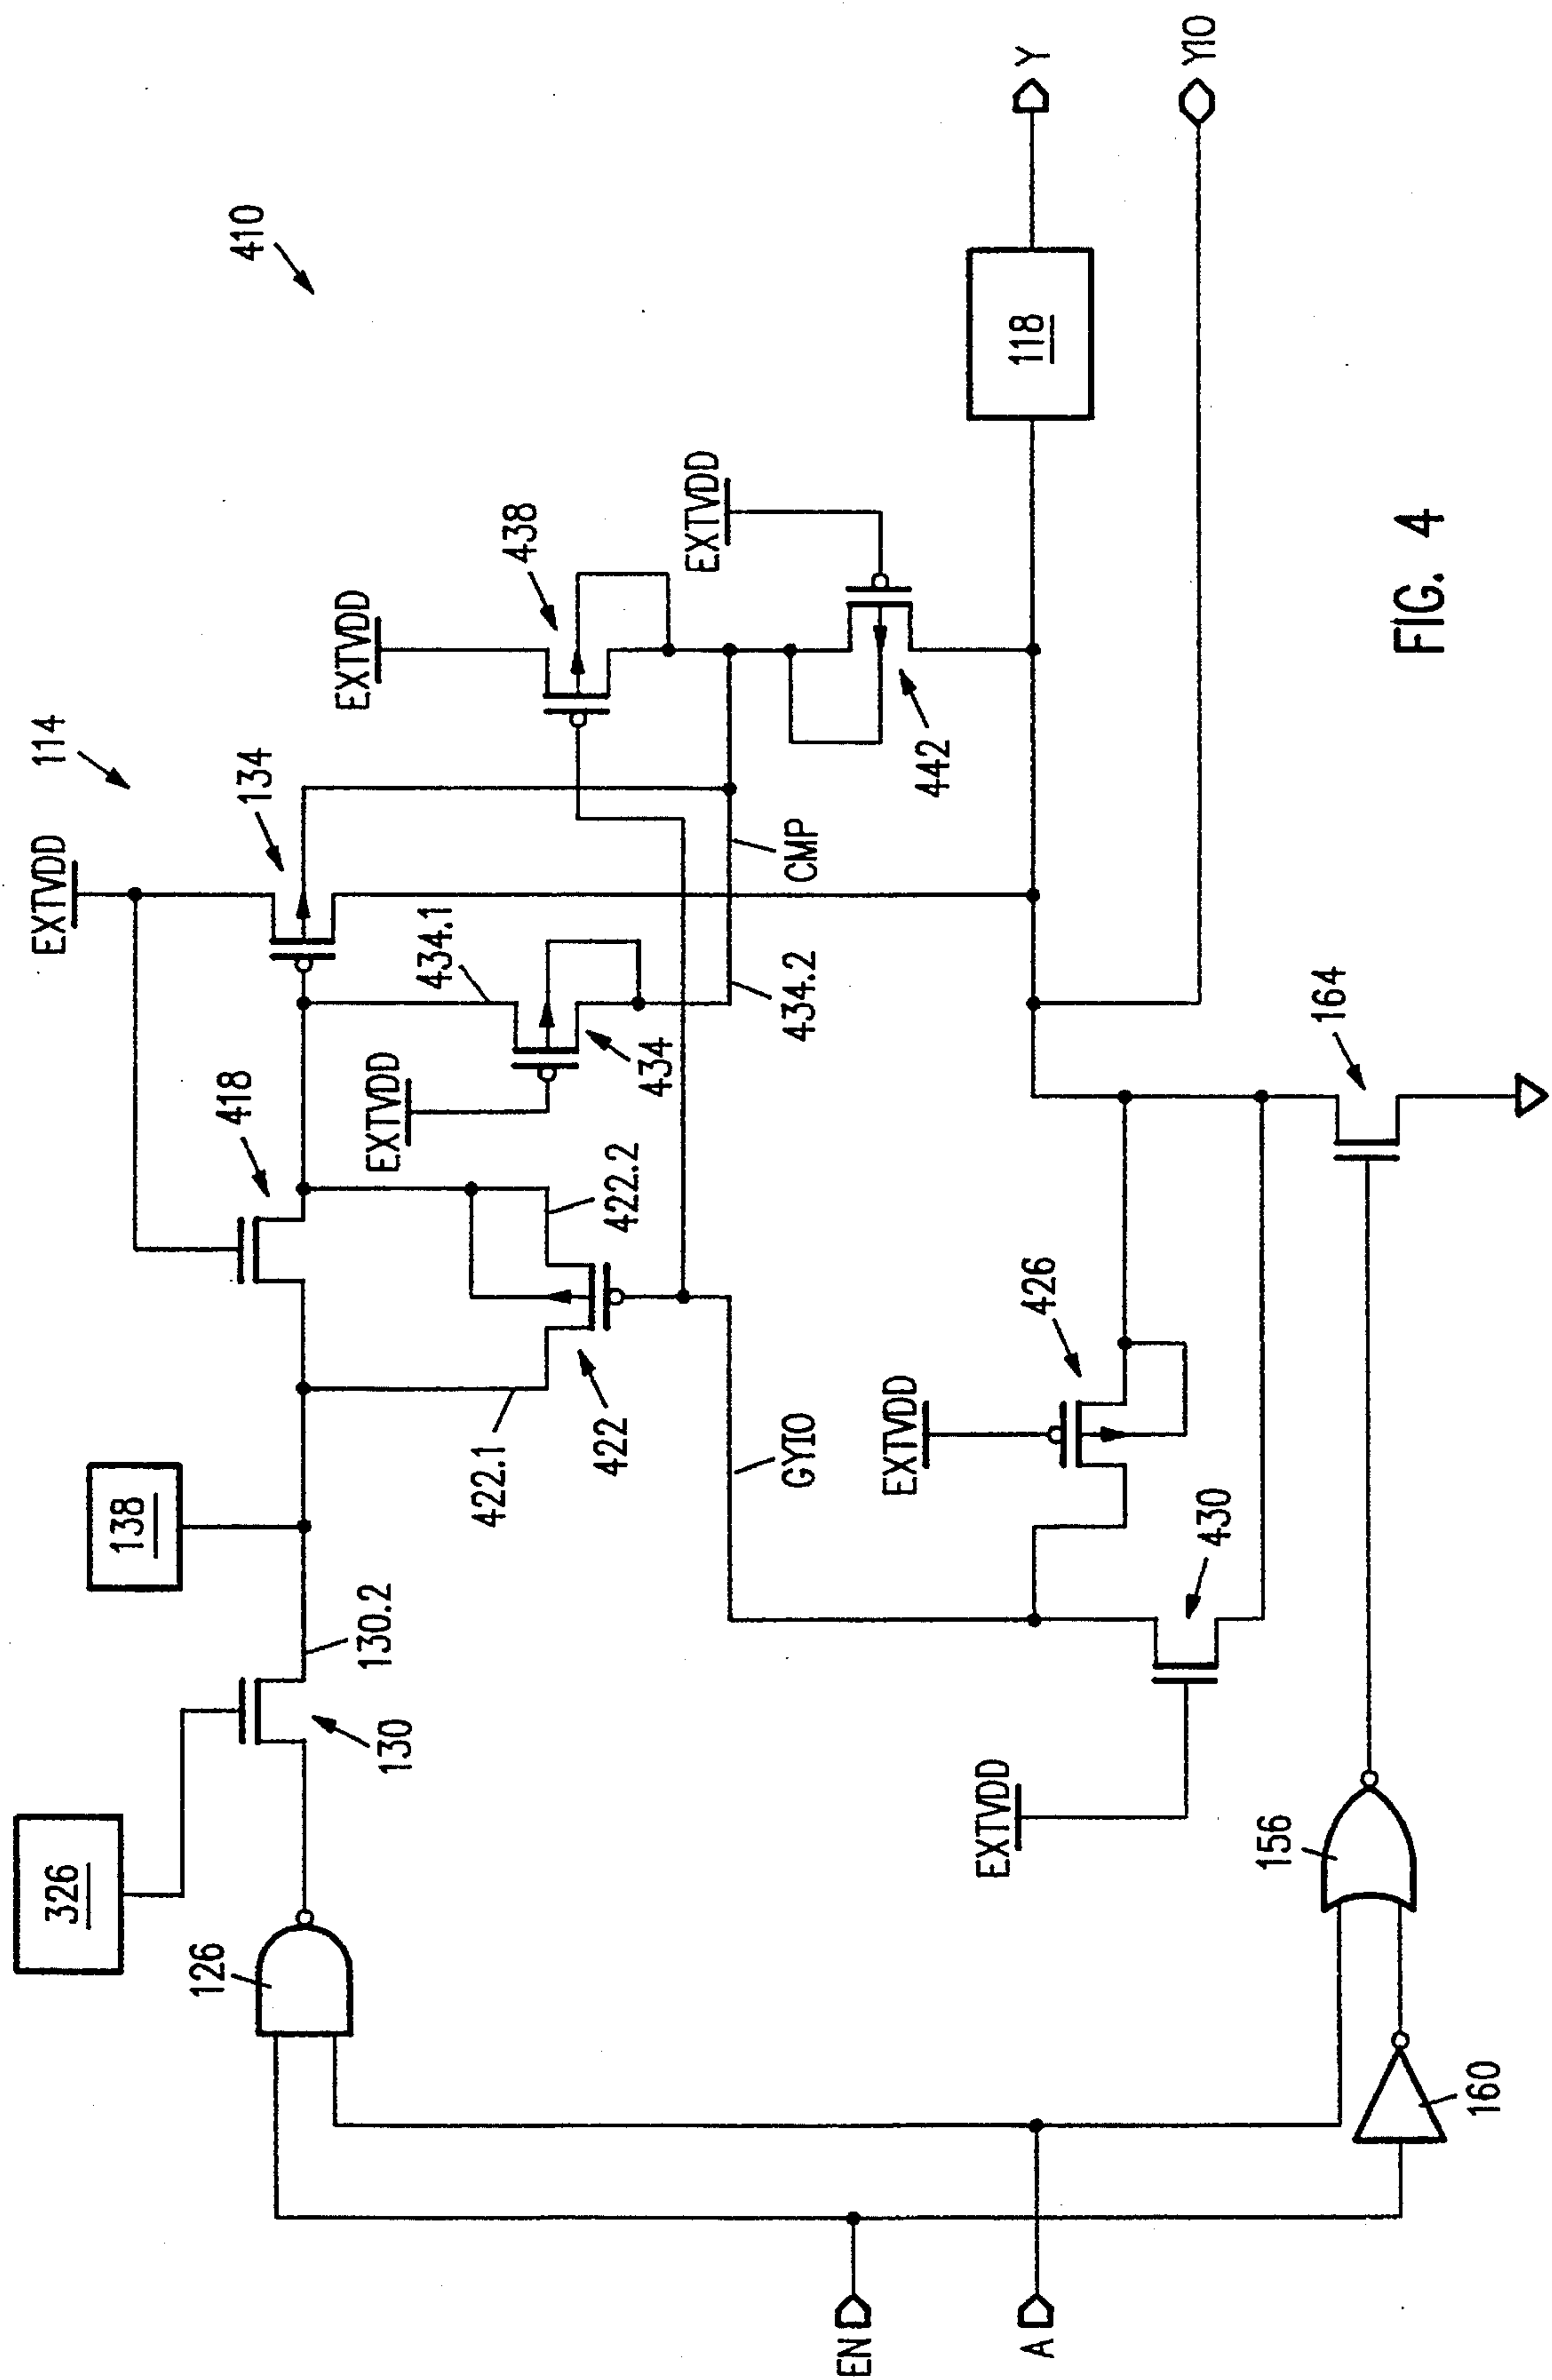 410
114
EXTVDD
134
418
EXTVDD
438
EXTVDD
434.1
EXTVDD
434
434.2
CMP
442
118
Y
YIO
422.2
422
422.1
138
130.2
130
326
126
GYIO
EXTVDD
426
430
EXTVDD
164
156
160
EN
A
FIG. 4